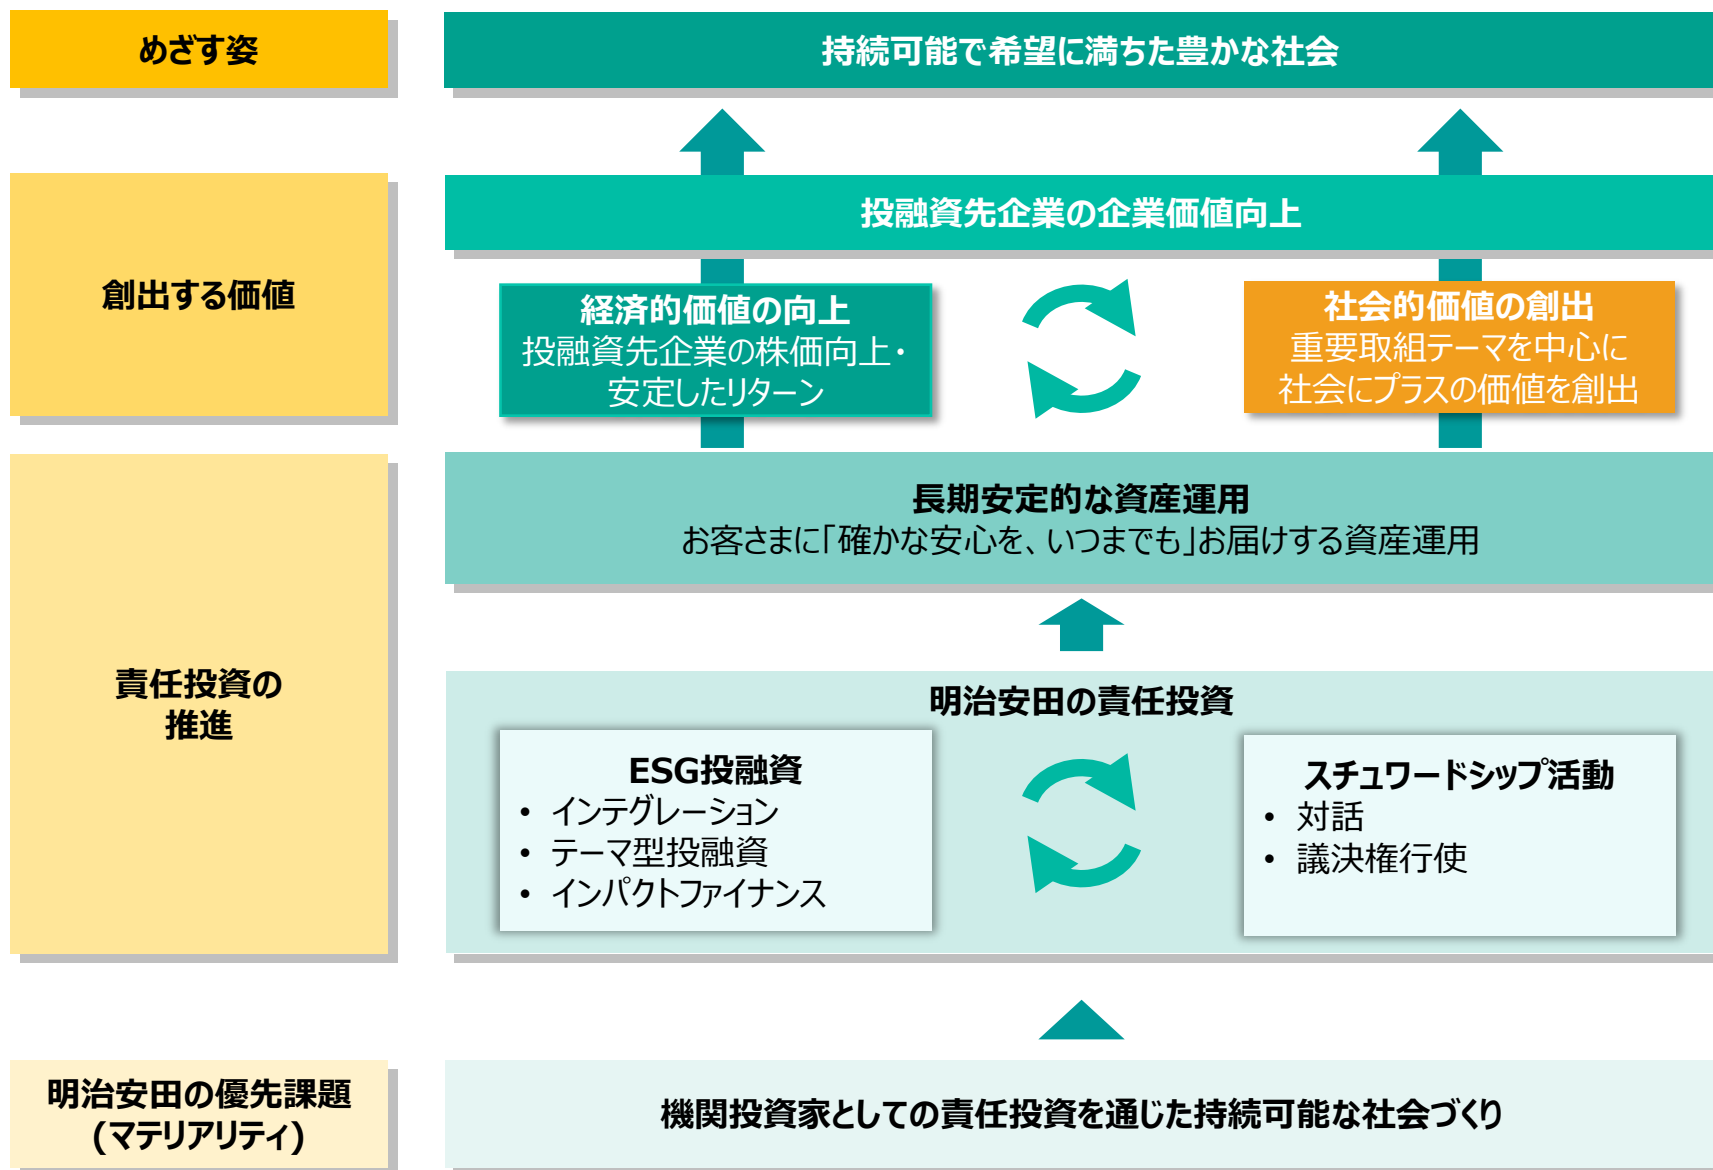 めざす姿
持続可能で希望に満ちた豊かな社会
創出する価値
投融資先企業の企業価値向上
経済的価値の向上
投融資先企業の株価向上・
安定したリターン
社会的価値の創出
重要取組テーマを中心に
社会にプラスの価値を創出
責任投資の
推進
長期安定的な資産運用
お客さまに「確かな安心を、いつまでも」お届けする資産運用
明治安田の責任投資
ESG投融資
• インテグレーション
• テーマ型投融資
• インパクトファイナンス
スチュワードシップ活動
• 対話
• 議決権行使
明治安田の優先課題
(マテリアリティ)
機関投資家としての責任投資を通じた持続可能な社会づくり